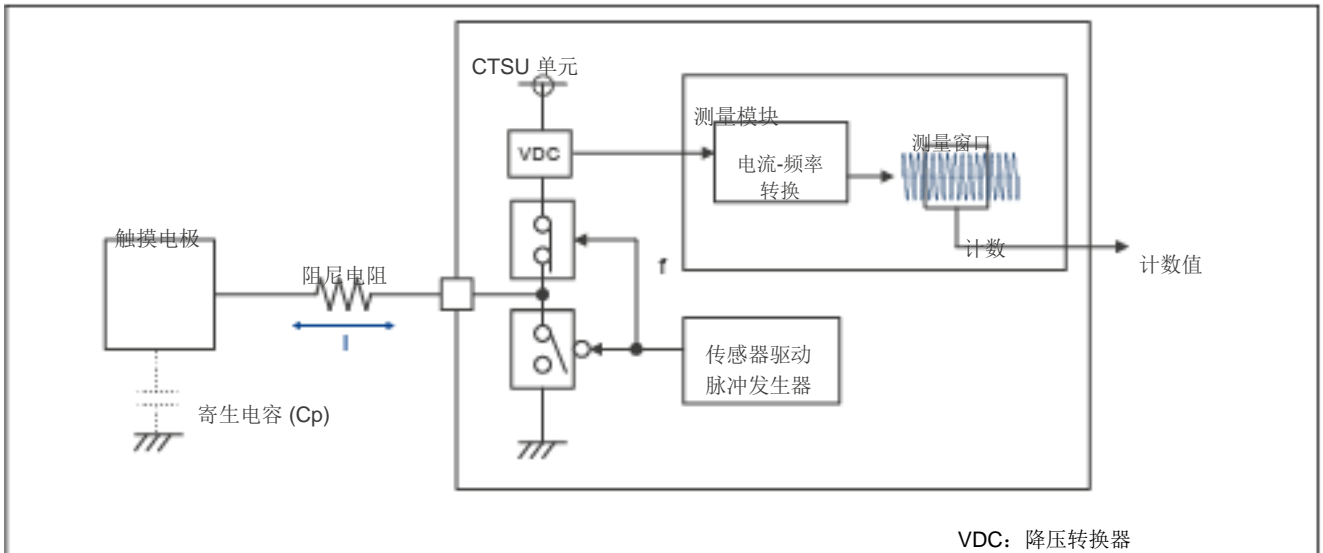 CTSU 单元
测量模块
测量窗口
VDC
电流-频率
转换
触摸电极
阻尼电阻
f
计数
计数值
I
传感器驱动
脉冲发生器
寄生电容 (Cp)
VDC：降压转换器